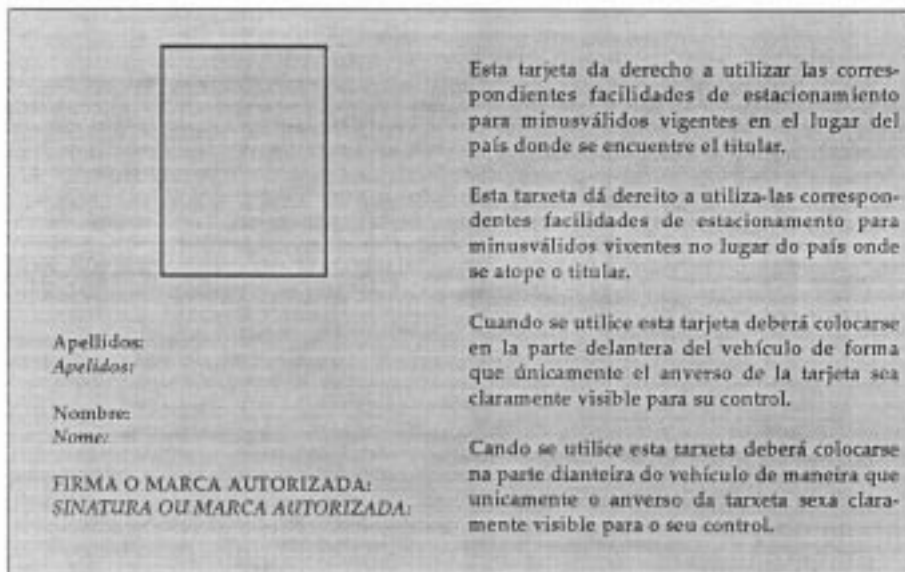 Apellidos:
Apelidos:
Nombre:
Nome:
FIRMA O MARCA AUTORIZADA:
SINATURA OU MARCA AUTORIZADA:
Esta tarjeta da derecho a utilizar las corres-
pondientes facilidades de estacionamiento
para minusválidos vigentes en el lugar del
país donde se encuentre el titular.
Esta tarxeta dá dereito a utiliza-las correspon-
dentes facilidades de estacionamento para
minusválidos vixentes no lugar do país onde
se atope o titular.
Cuando se utilice esta tarjeta deberá colocarse
en la parte delantera del vehículo de forma
que únicamente el anverso de la tarjeta sea
claramente visible para su control.
Cando se utilice esta tarxeta deberá colocarse
na parte dianteira do vehículo de maneira que
unicamente o anverso da tarxeta sexa clara-
mente visible para o seu control.